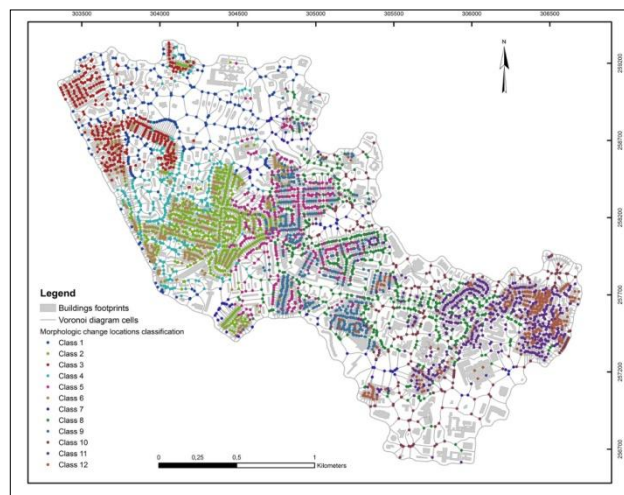 303500 304000 304500 305000 305500 306000 306500
N
259200
258700
258200
257700
257200
256700
Legend
Buildings footprints
Voronoi diagram cells
Morphologic change locations classification
Class 1
Class 2
Class 3
Class 4
Class 5
Class 6
Class 7
Class 8
Class 9
Class 10
Class 11
Class 12
0 0,25 0,5 1
Kilometers